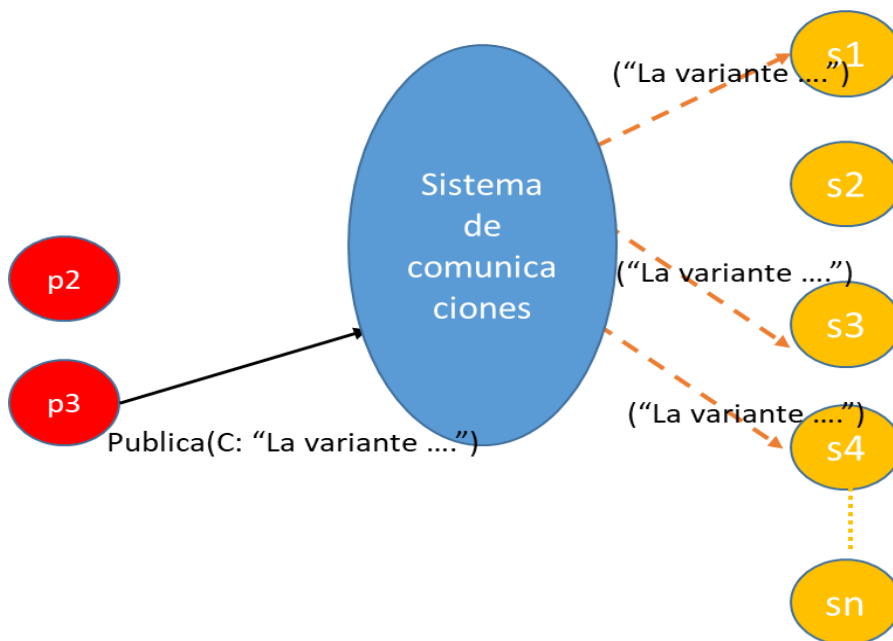 s1
(“La variante ....”)
s2
Sistema
de
comunica
ciones
p2
(“La variante ....”)
s3
p3
(“La variante ....”)
Publica(C: “La variante ....”)
s4
sn